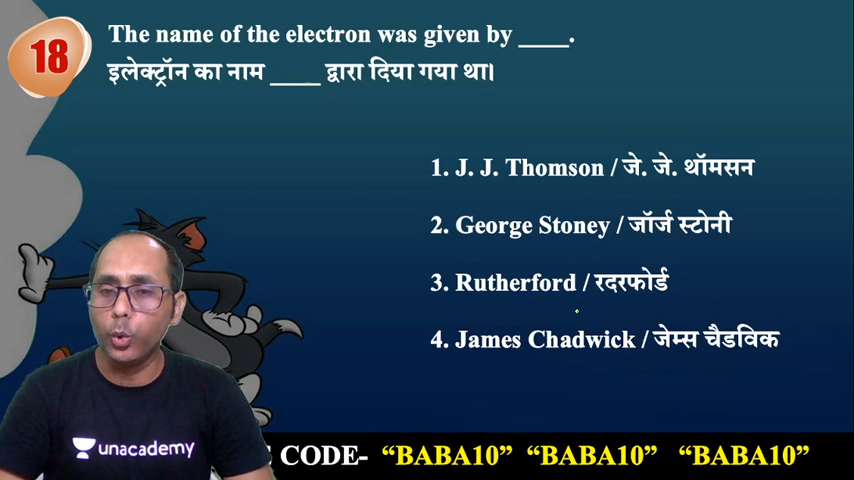 18
The name of the electron was given by ____.
इलेक्ट्रॉन का नाम ____ द्वारा दिया गया था।
1. J. J. Thomson / जे. जे. थॉमसन
2. George Stoney / जॉर्ज स्टोनी
3. Rutherford / रदरफोर्ड
4. James Chadwick / जेम्स चैडविक
unacademy
CODE- “BABA10” “BABA10” “BABA10”